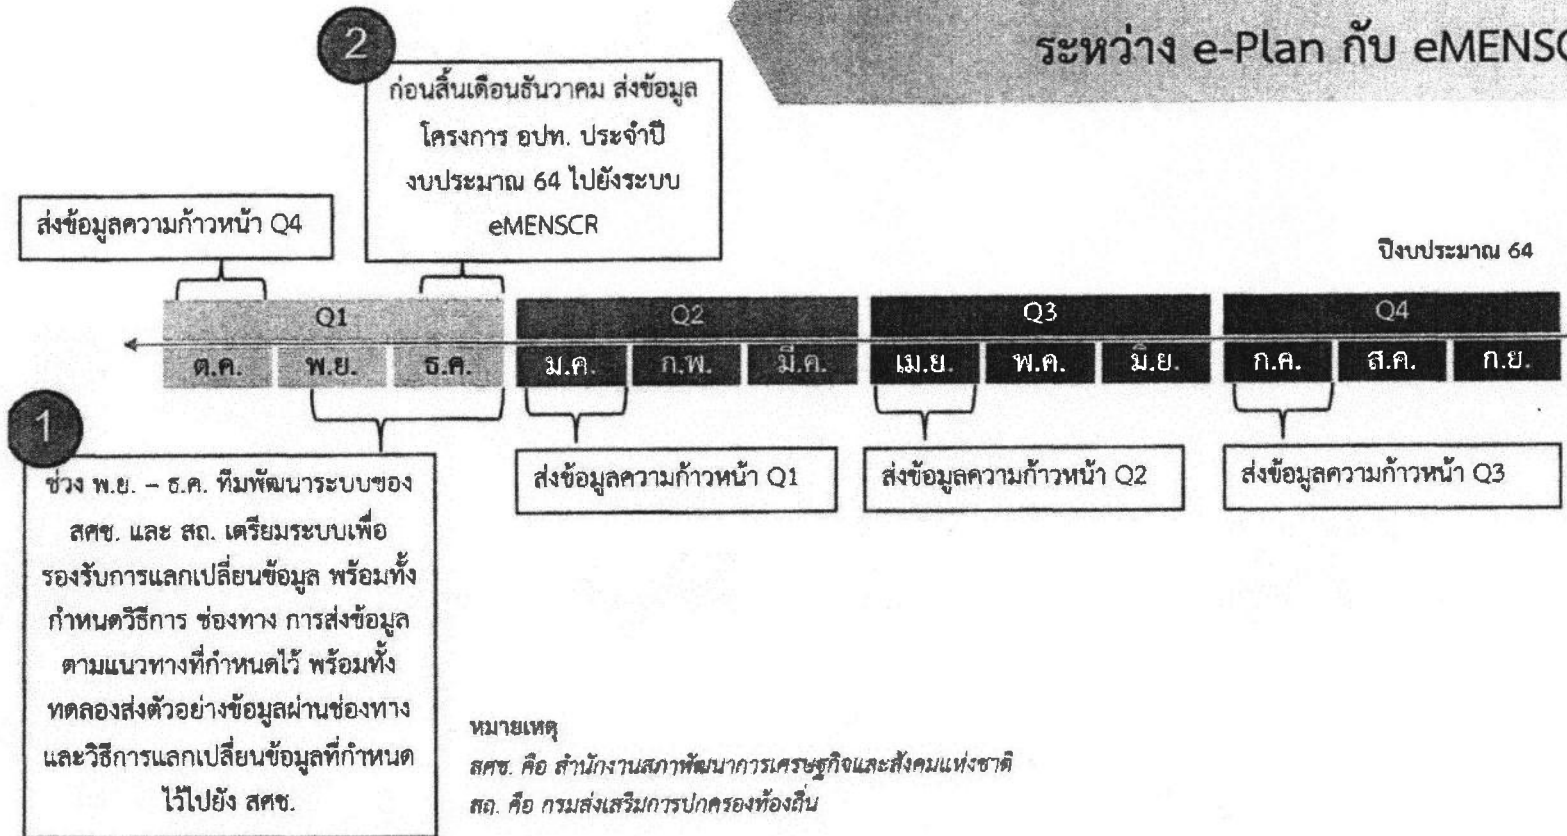 ระหว่าง e-Plan กับ eMENSC
2
ก่อนสิ้นเดือนธันวาคม ส่งข้อมูล
โครงการ อปท. ประจำปี
งบประมาณ 64 ไปยังระบบ
eMENSCR
ส่งข้อมูลความก้าวหน้า Q4
ปีงบประมาณ 64
Q1 Q2 Q3 Q4
ต.ค. พ.ย. ธ.ค. ม.ค. ก.พ. มี.ค. เม.ย. พ.ค. มิ.ย. ก.ค. ส.ค. ก.ย.
1
ช่วง พ.ย. – ธ.ค. ทีมพัฒนาระบบของ
สศช. และ สถ. เตรียมระบบเพื่อ
รองรับการแลกเปลี่ยนข้อมูล พร้อมทั้ง
กำหนดวิธีการ ช่องทาง การส่งข้อมูล
ตามแนวทางที่กำหนดไว้ พร้อมทั้ง
ทดลองส่งตัวอย่างข้อมูลผ่านช่องทาง
และวิธีการแลกเปลี่ยนข้อมูลที่กำหนด
ไว้ไปยัง สศช.
ส่งข้อมูลความก้าวหน้า Q1
ส่งข้อมูลความก้าวหน้า Q2
ส่งข้อมูลความก้าวหน้า Q3
หมายเหตุ
สศช. คือ สำนักงานสภาพัฒนาการเศรษฐกิจและสังคมแห่งชาติ
สถ. คือ กรมส่งเสริมการปกครองท้องถิ่น